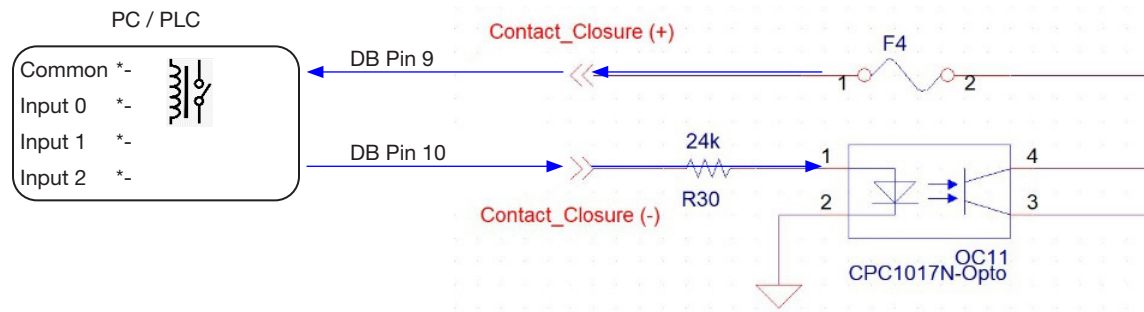 PC / PLC
Common *-
Input 0 *-
Input 1 *-
Input 2 *-
DB Pin 9
DB Pin 10
Contact_Closure (+)
F4
1
2
24k
R30
Contact_Closure (-)
1
2
4
3
OC11
CPC1017N-Opto